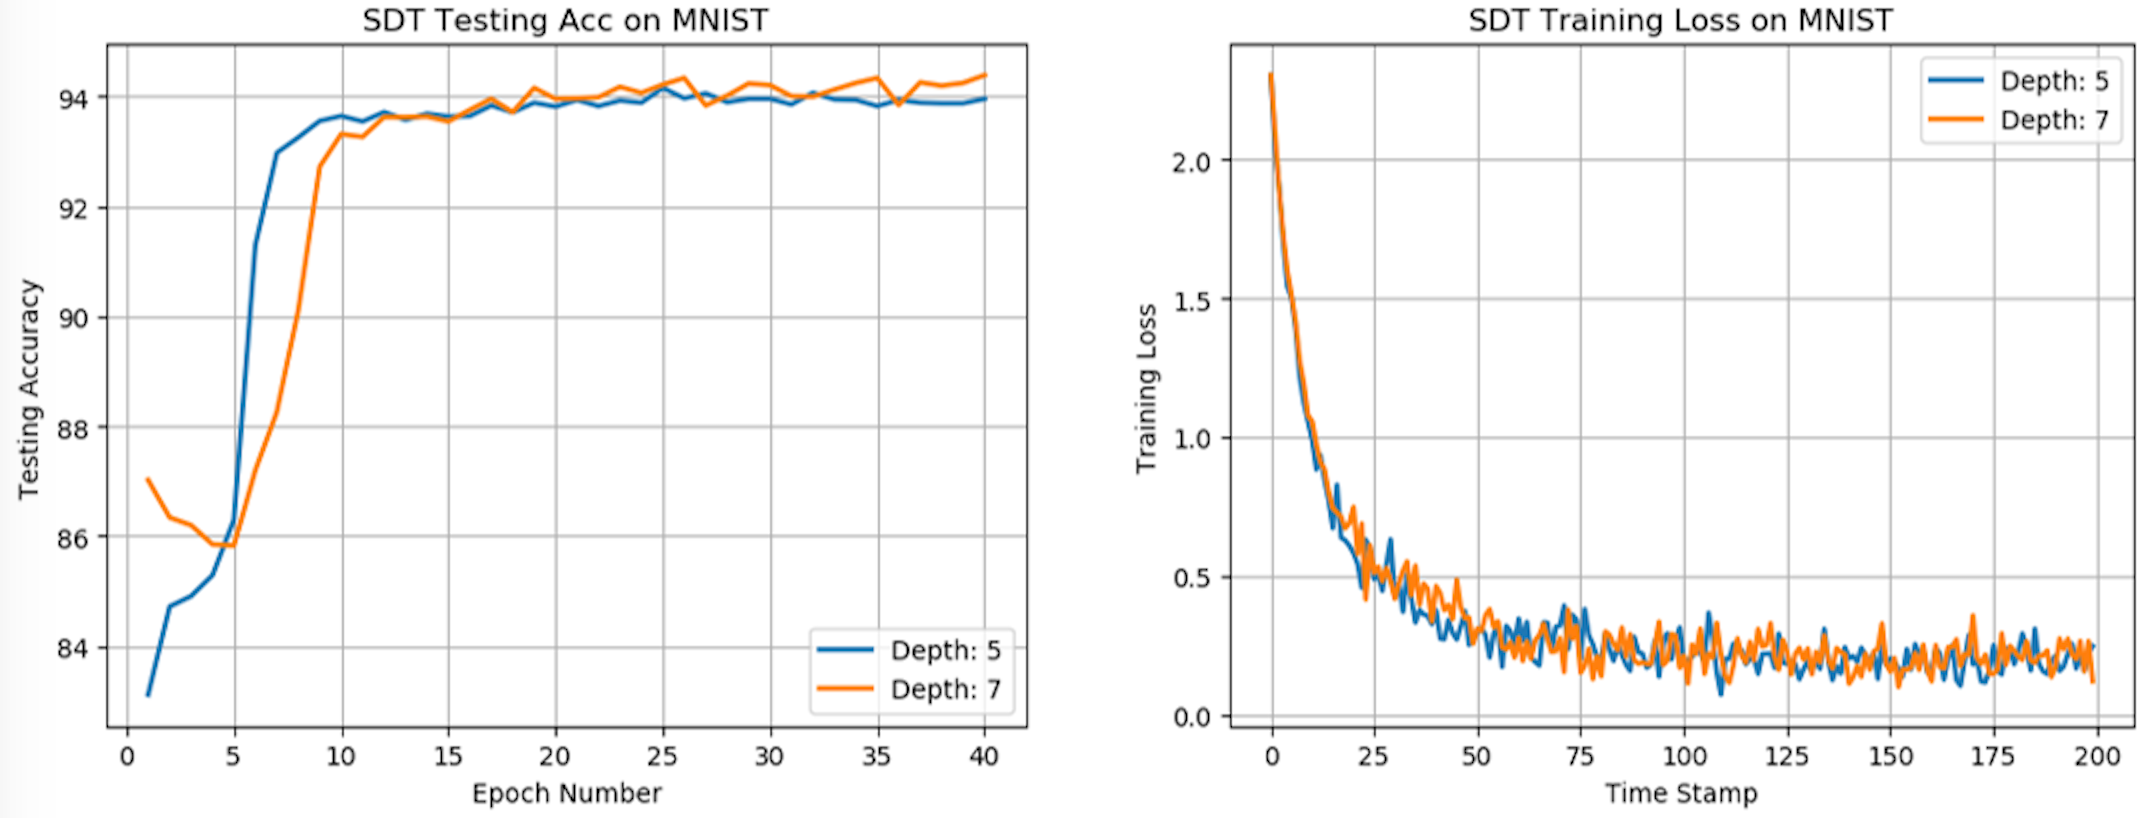 SDT Testing Acc on MNIST
94
92
90
88
86
84
Testing Accuracy
Depth: 5
Depth: 7
0 5 10 15 20 25 30 35 40
Epoch Number
SDT Training Loss on MNIST
Depth: 5
Depth: 7
2.0
1.5
1.0
0.5
0.0
Training Loss
0 25 50 75 100 125 150 175 200
Time Stamp